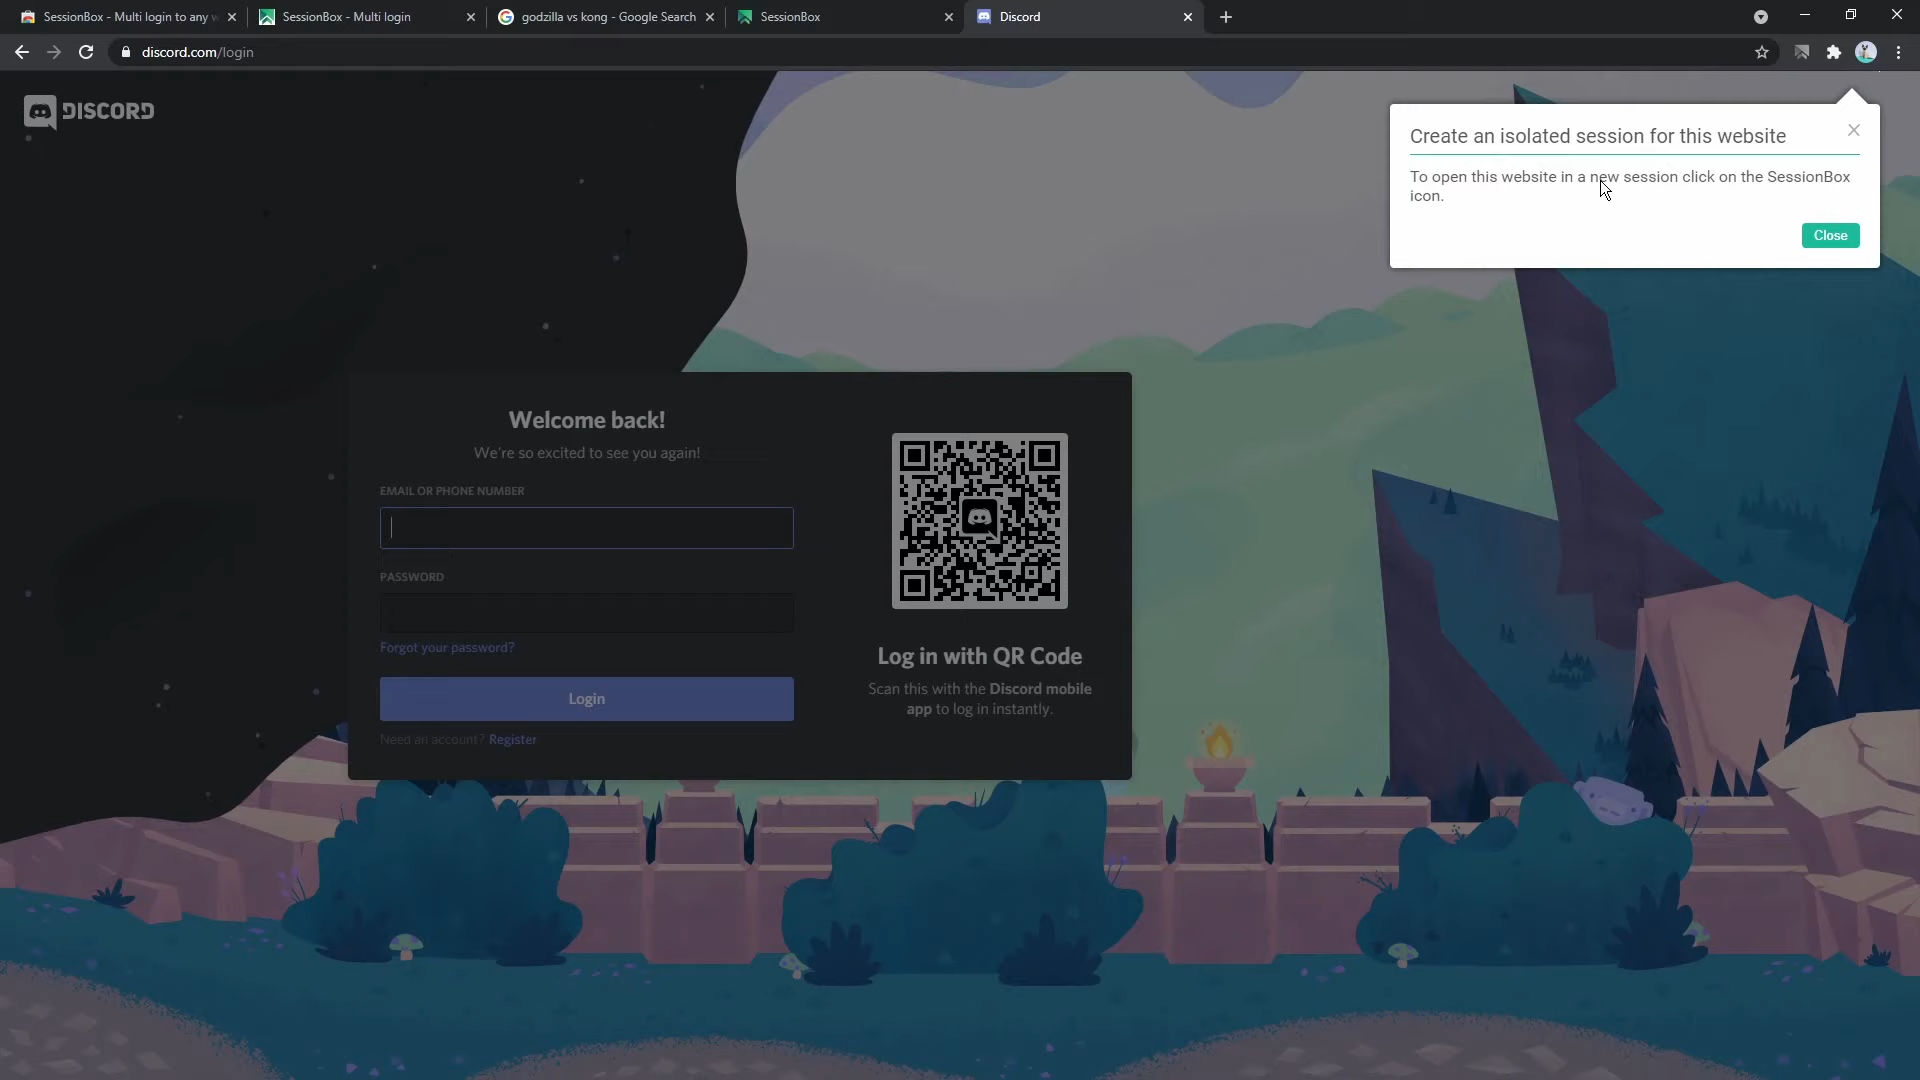 SessionBox - Multi login to any w
SessionBox - Multi login
godzilla vs kong - Google Search
SessionBox
Discord
discord.com/login
DISCORD
Create an isolated session for this website
To open this website in a new session click on the SessionBox
icon.
Close
Welcome back!
We're so excited to see you again!
EMAIL OR PHONE NUMBER
PASSWORD
Forgot your password?
Login
Need an account? Register
Log in with QR Code
Scan this with the Discord mobile
app to log in instantly.